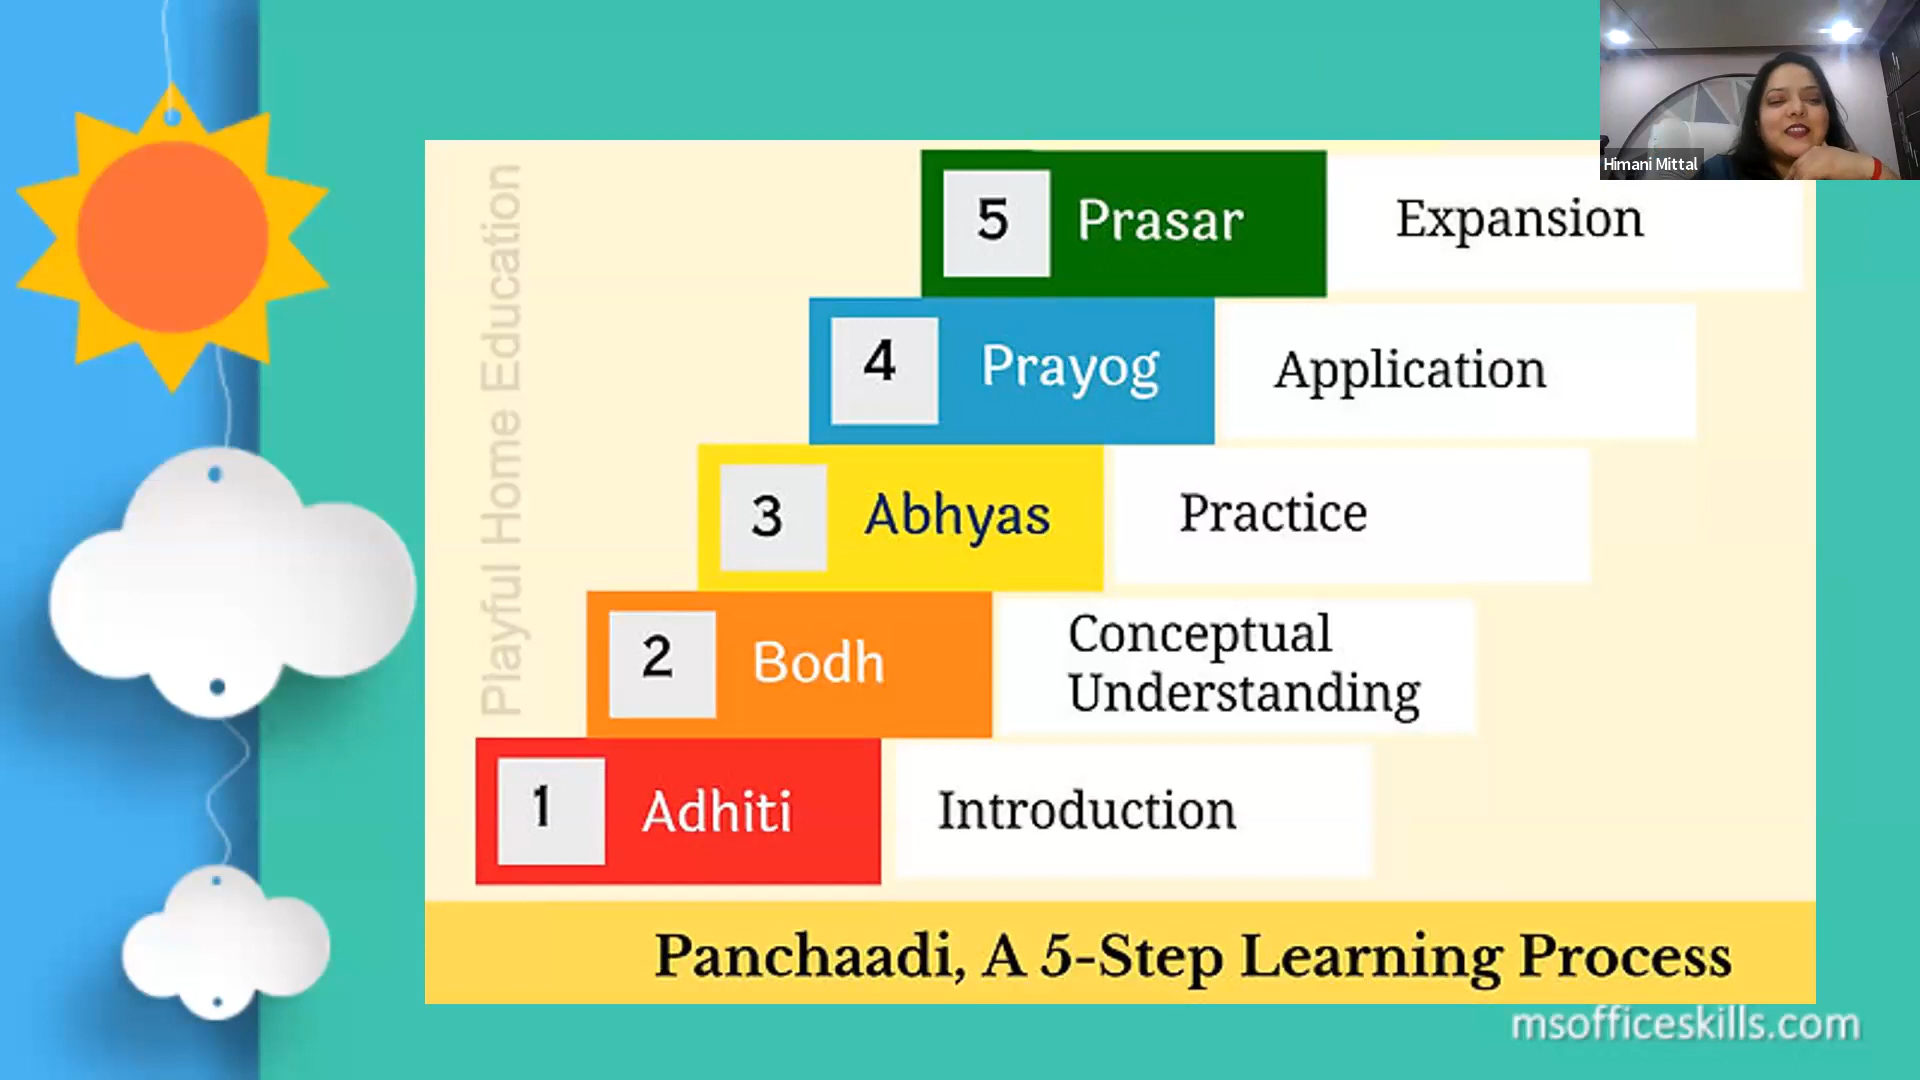 Himani Mittal
Playful Home Education
5 Prasar Expansion
4 Prayog Application
3 Abhyas Practice
2 Bodh Conceptual
Understanding
1 Adhiti Introduction
Panchaadi, A 5-Step Learning Process
msofficeskills.com